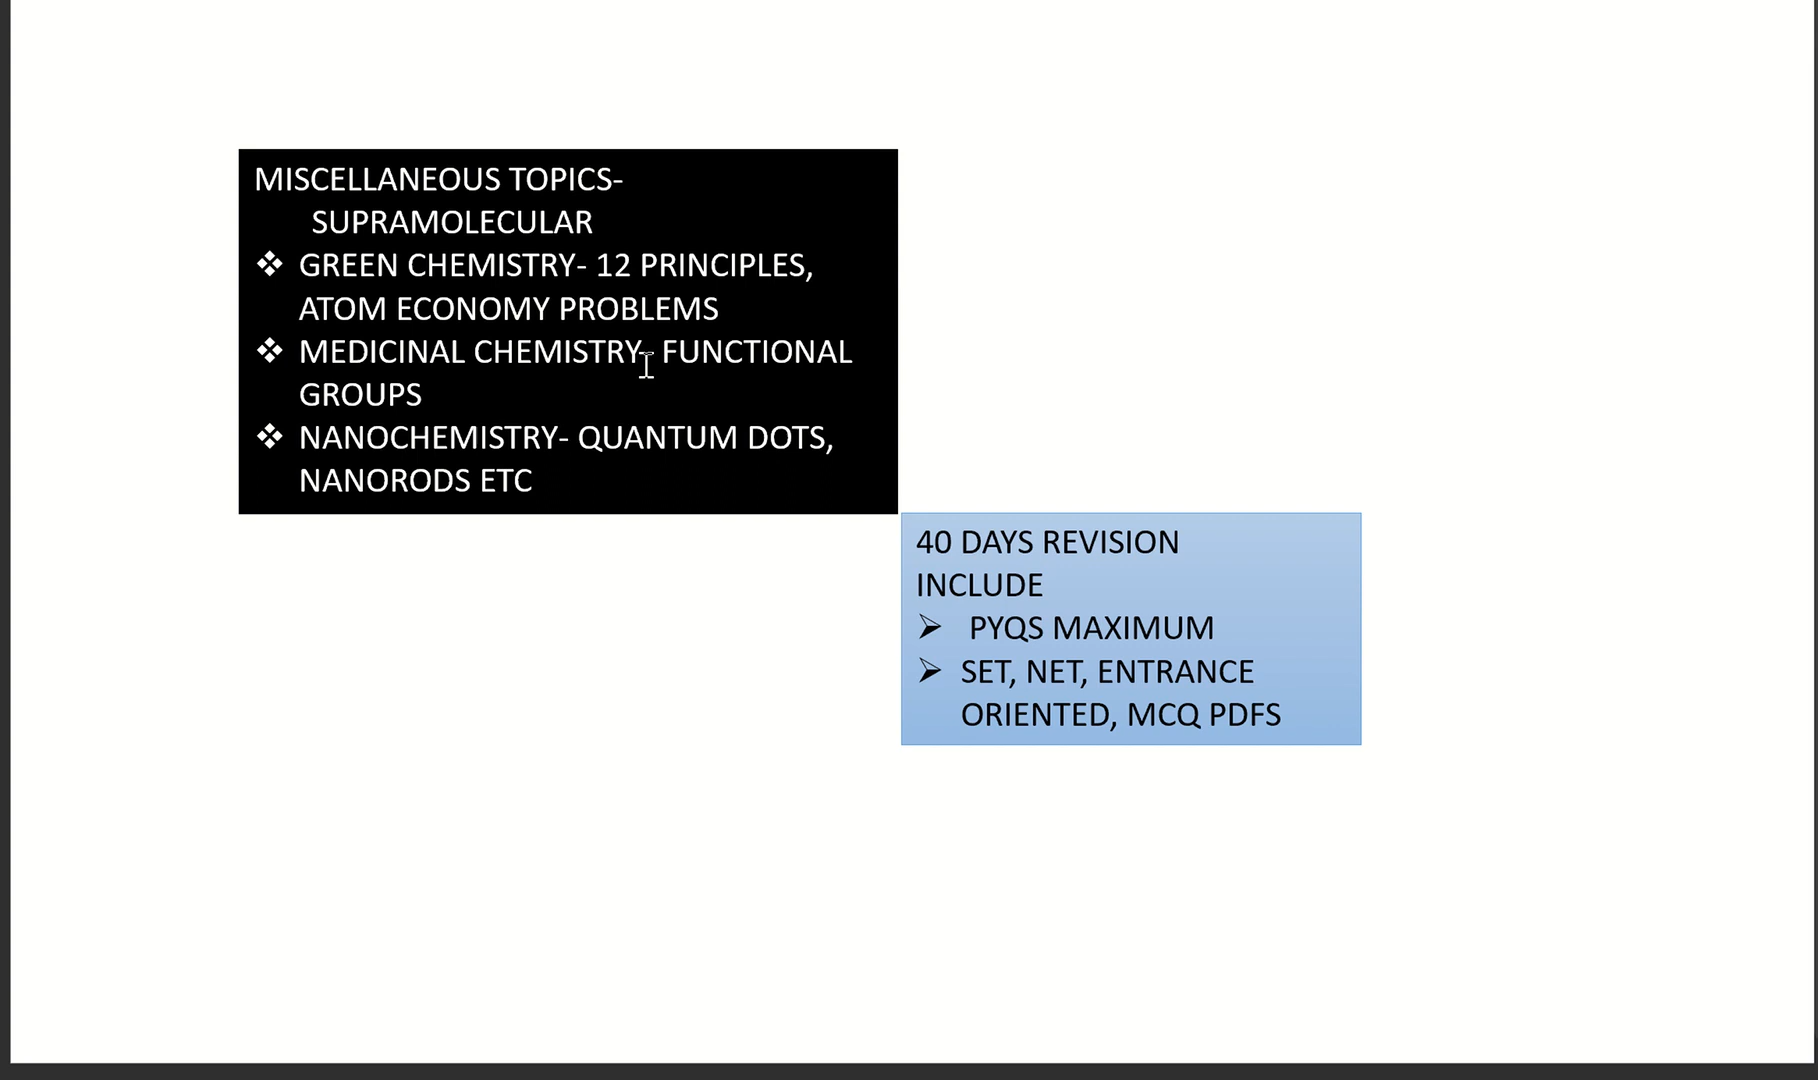 MISCELLANEOUS TOPICS-
SUPRAMOLECULAR
❖ GREEN CHEMISTRY- 12 PRINCIPLES,
ATOM ECONOMY PROBLEMS
❖ MEDICINAL CHEMISTRY- FUNCTIONAL
GROUPS
❖ NANOCHEMISTRY- QUANTUM DOTS,
NANORODS ETC
40 DAYS REVISION
INCLUDE
➢ PYQS MAXIMUM
➢ SET, NET, ENTRANCE
ORIENTED, MCQ PDFS